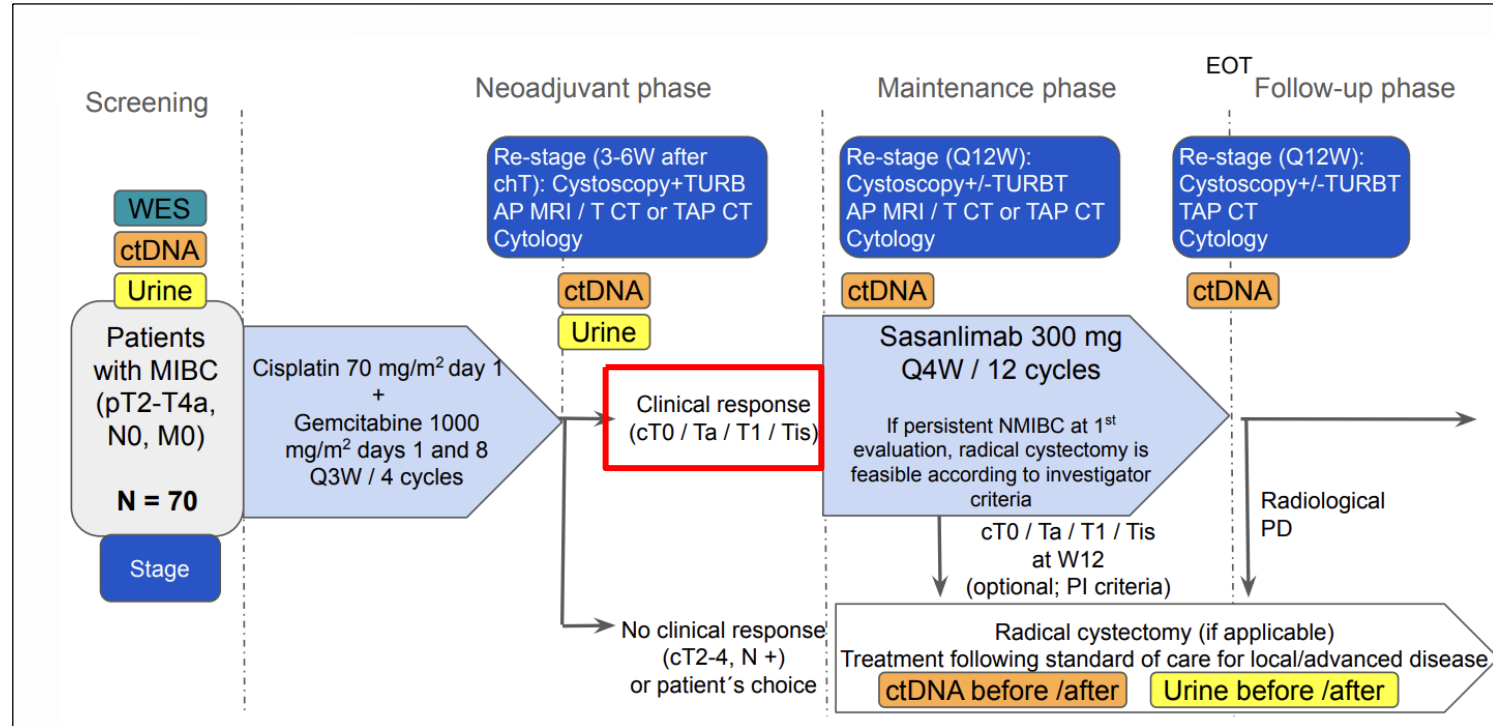 EOT
Screening
Neoadjuvant phase
Maintenance phase
Follow-up phase
Re-stage (3-6W after
chT): Cystoscopy+TURB
AP MRI / T CT or TAP CT
Cytology
Re-stage (Q12W):
Cystoscopy+/-TURBT
AP MRI / T CT or TAP CT
Cytology
Re-stage (Q12W):
Cystoscopy+/-TURBT
TAP CT
Cytology
WES
ctDNA
Urine
ctDNA
Urine
ctDNA
ctDNA
Patients
with MIBC
(pT2-T4a,
N0, M0)
N = 70
Stage
Cisplatin 70 mg/m² day 1
+
Gemcitabine 1000
mg/m² days 1 and 8
Q3W / 4 cycles
Clinical response
(cT0 / Ta / T1 / Tis)
Sasanlimab 300 mg
Q4W / 12 cycles
If persistent NMIBC at 1st
evaluation, radical cystectomy is
feasible according to investigator
criteria
cT0 / Ta / T1 / Tis
at W12
(optional; PI criteria)
Radiological
PD
No clinical response
(cT2-4, N +)
or patient´s choice
Radical cystectomy (if applicable)
Treatment following standard of care for local/advanced disease
ctDNA before /after
Urine before /after